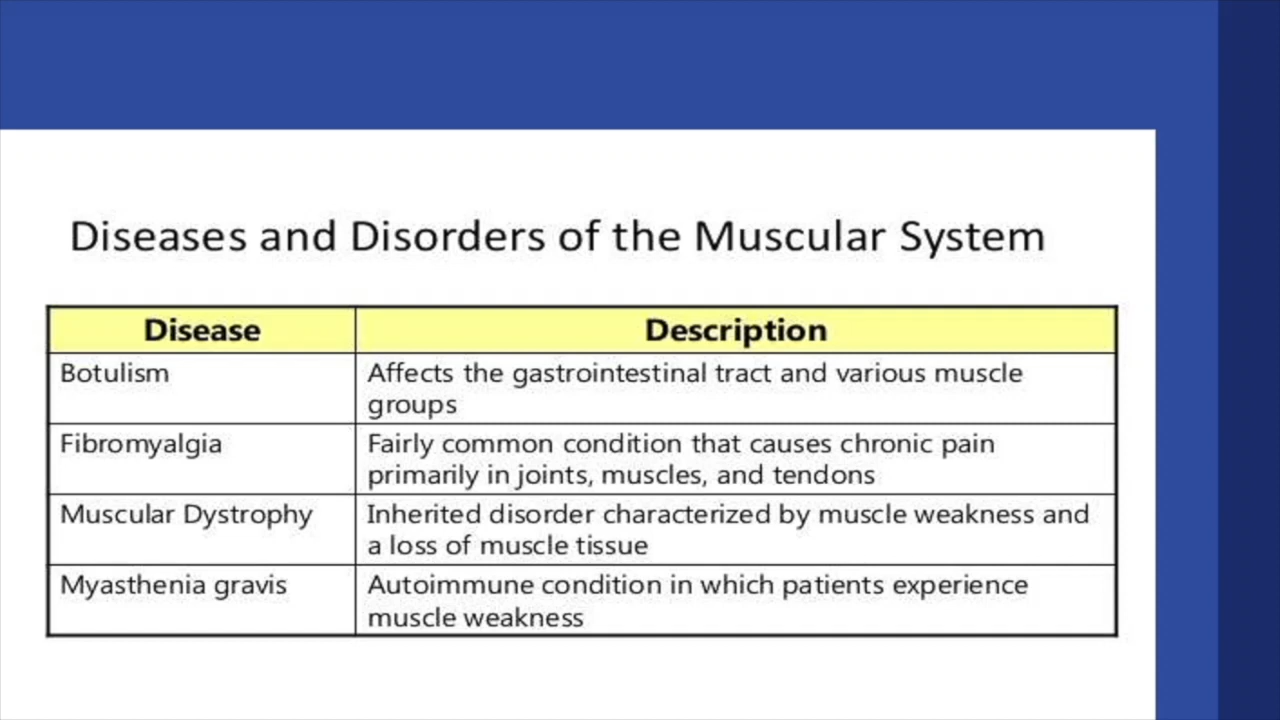 Diseases and Disorders of the Muscular System
Disease
Description
Botulism
Affects the gastrointestinal tract and various muscle
groups
Fibromyalgia
Fairly common condition that causes chronic pain
primarily in joints, muscles, and tendons
Muscular Dystrophy
Inherited disorder characterized by muscle weakness and
a loss of muscle tissue
Myasthenia gravis
Autoimmune condition in which patients experience
muscle weakness